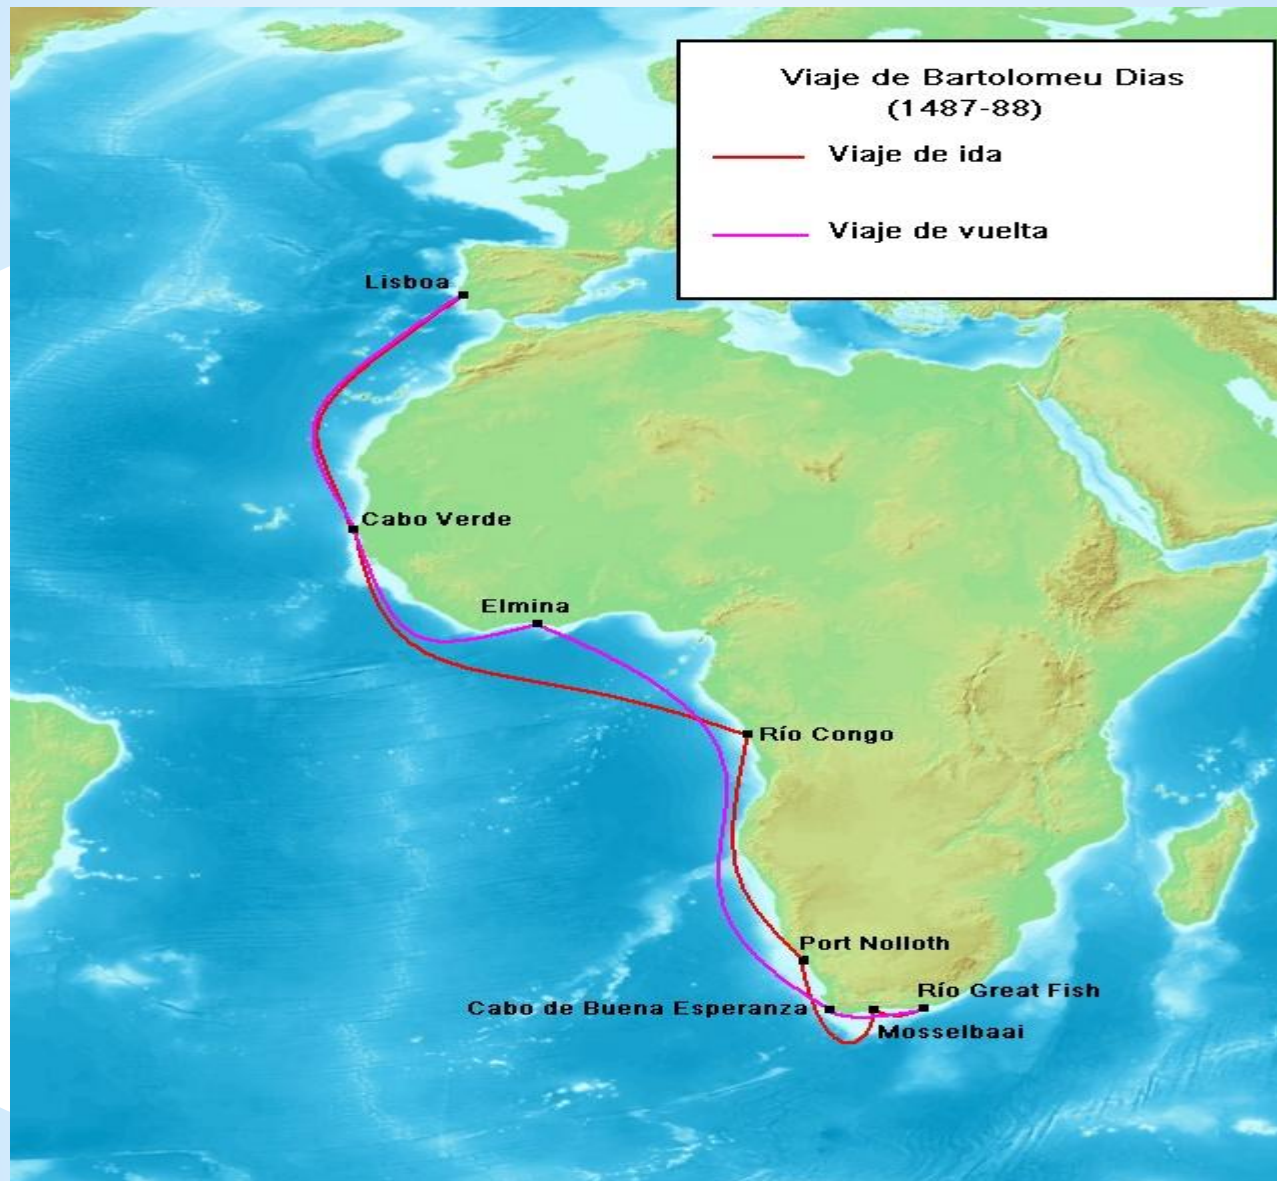 Viaje de Bartolomeu Dias
(1487-88)
Viaje de ida
Viaje de vuelta
Lisboa
Cabo Verde
Elmina
Río Congo
Port Nolloth
Río Great Fish
Cabo de Buena Esperanza
Mosselbaai